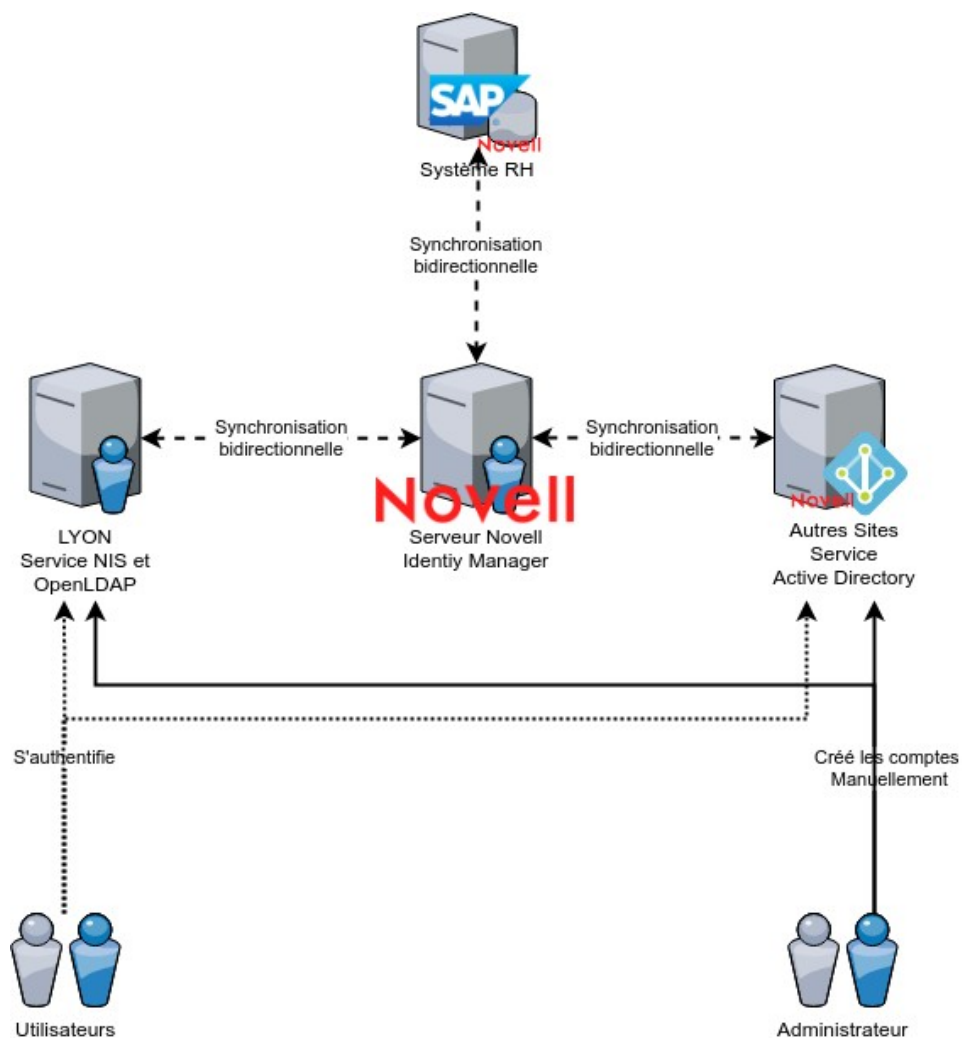 SAP
Novell
Système RH
Synchronisation
bidirectionnelle
Synchronisation
bidirectionnelle
Synchronisation
bidirectionnelle
Novell
Novell
LYON
Service NIS et
OpenLDAP
Serveur Novell
Identiy Manager
Autres Sites
Service
Active Directory
S'authentifie
Créé les comptes
Manuellement
Utilisateurs
Administrateur